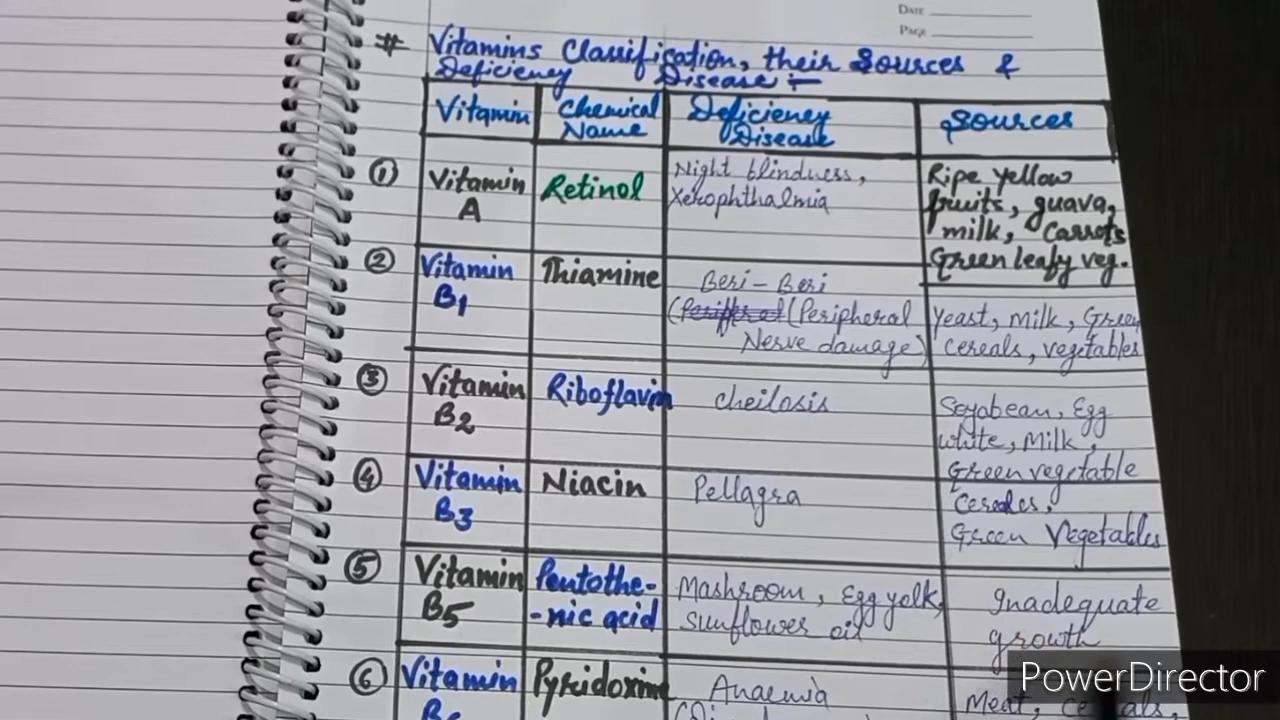 DATE
PAGE
# Vitamins Classification, their Sources &
Deficiency Disease :-
Vitamin | Chemical Name | Deficiency Disease | Sources
① Vitamin A | Retinol | Night blindness, Xerophthalmia | Ripe yellow fruits, guava, milk, Carrots Green leafy veg.
② Vitamin B1 | Thiamine | Beri-Beri (Peripheral Nerve damage) | Yeast, Milk, Green cereals, vegetables
③ Vitamin B2 | Riboflavin | Cheilosis | Soyabean, Egg white, Milk, Green vegetable
④ Vitamin B3 | Niacin | Pellagra | Cereals, Green Vegetables
⑤ Vitamin B5 | Pentothe- -nic acid | Mashroom, Egg yolk, Sunflower oil | Inadequate growth
⑥ Vitamin | Pyridoxine | Anaemia | Meat,
PowerDirector